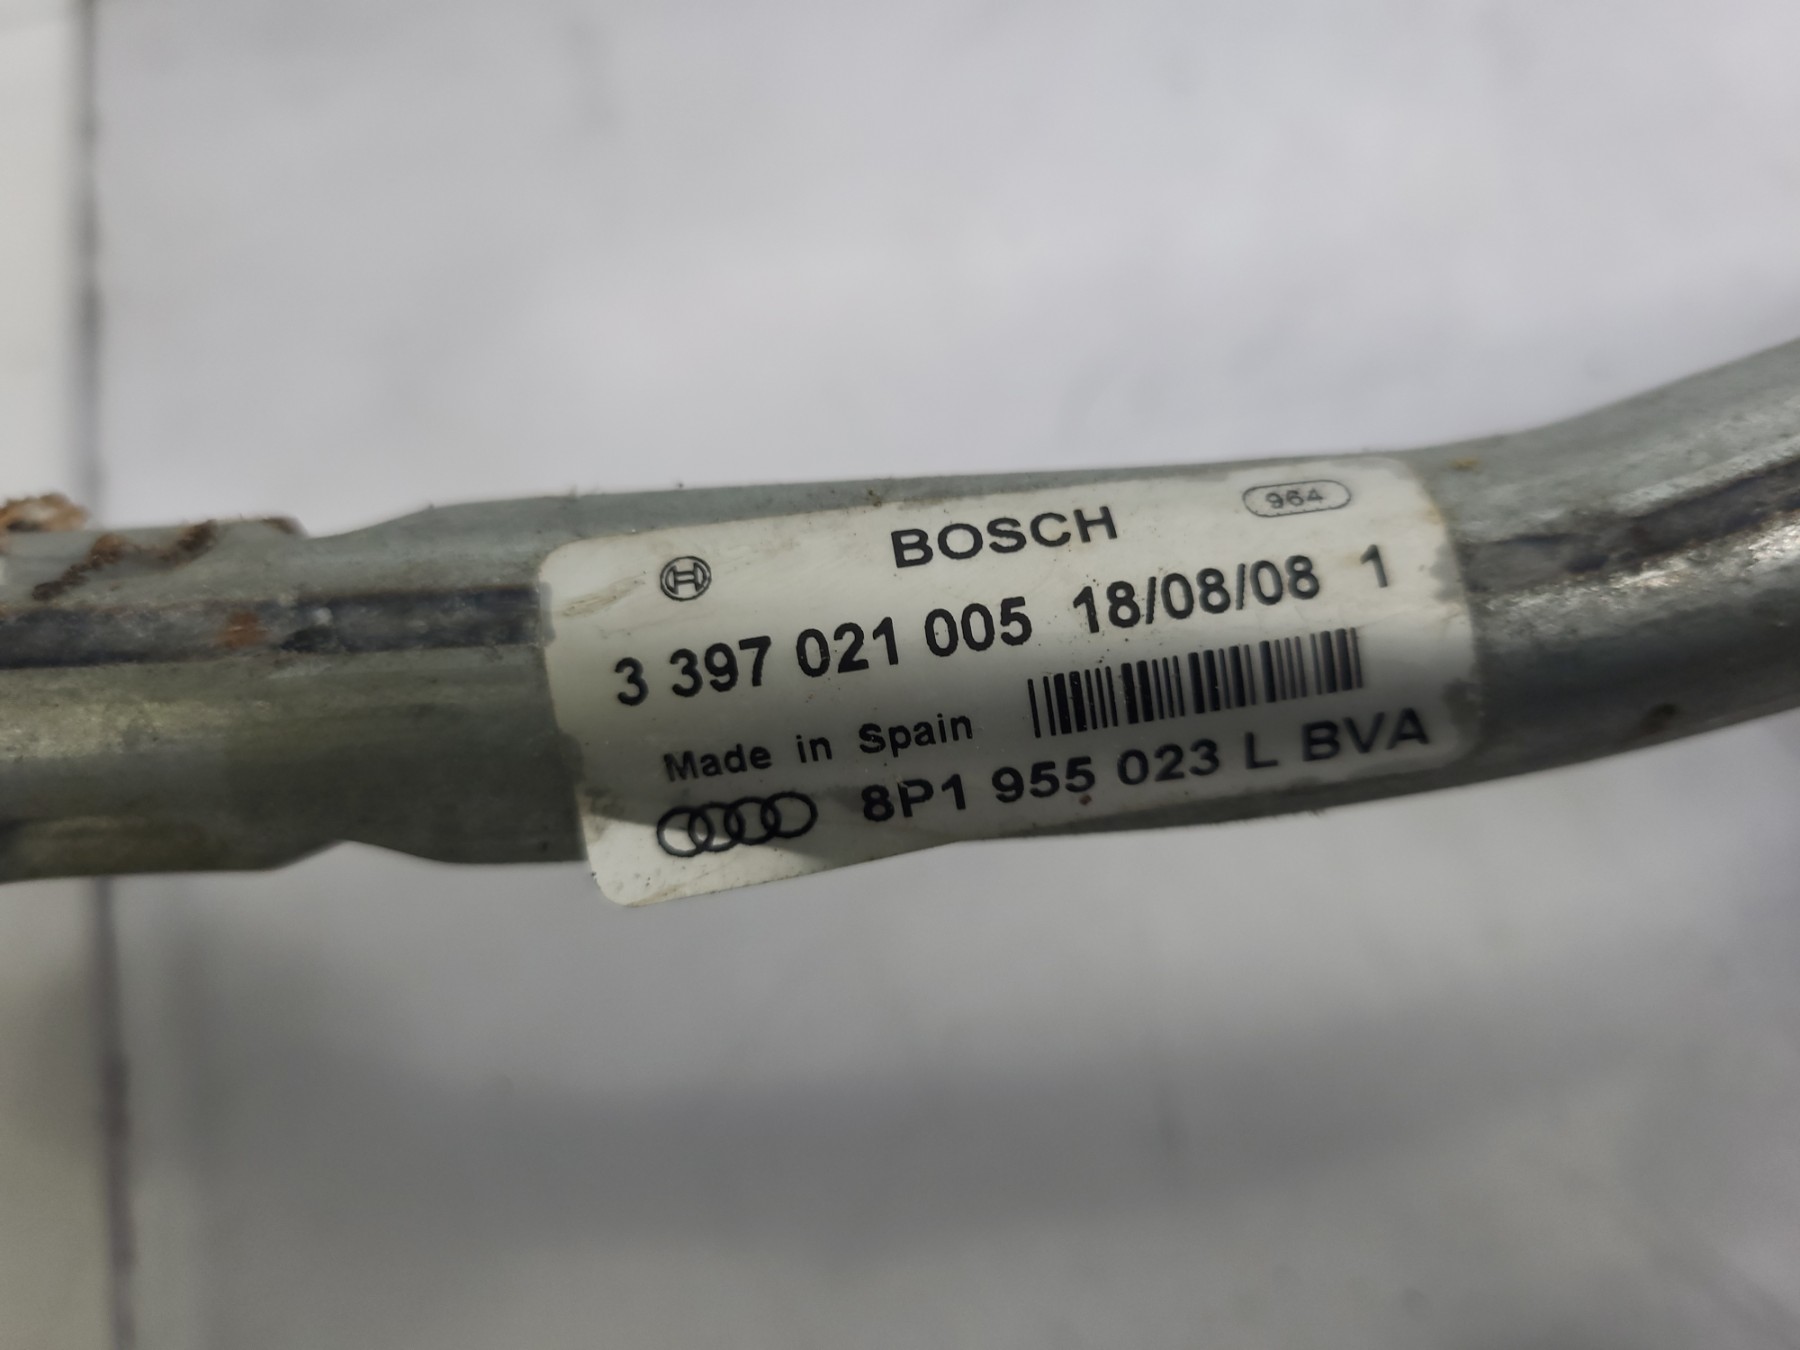 BOSCH 964
3 397 021 005 18/08/08 1
Made in Spain
8P1 955 023 L BVA